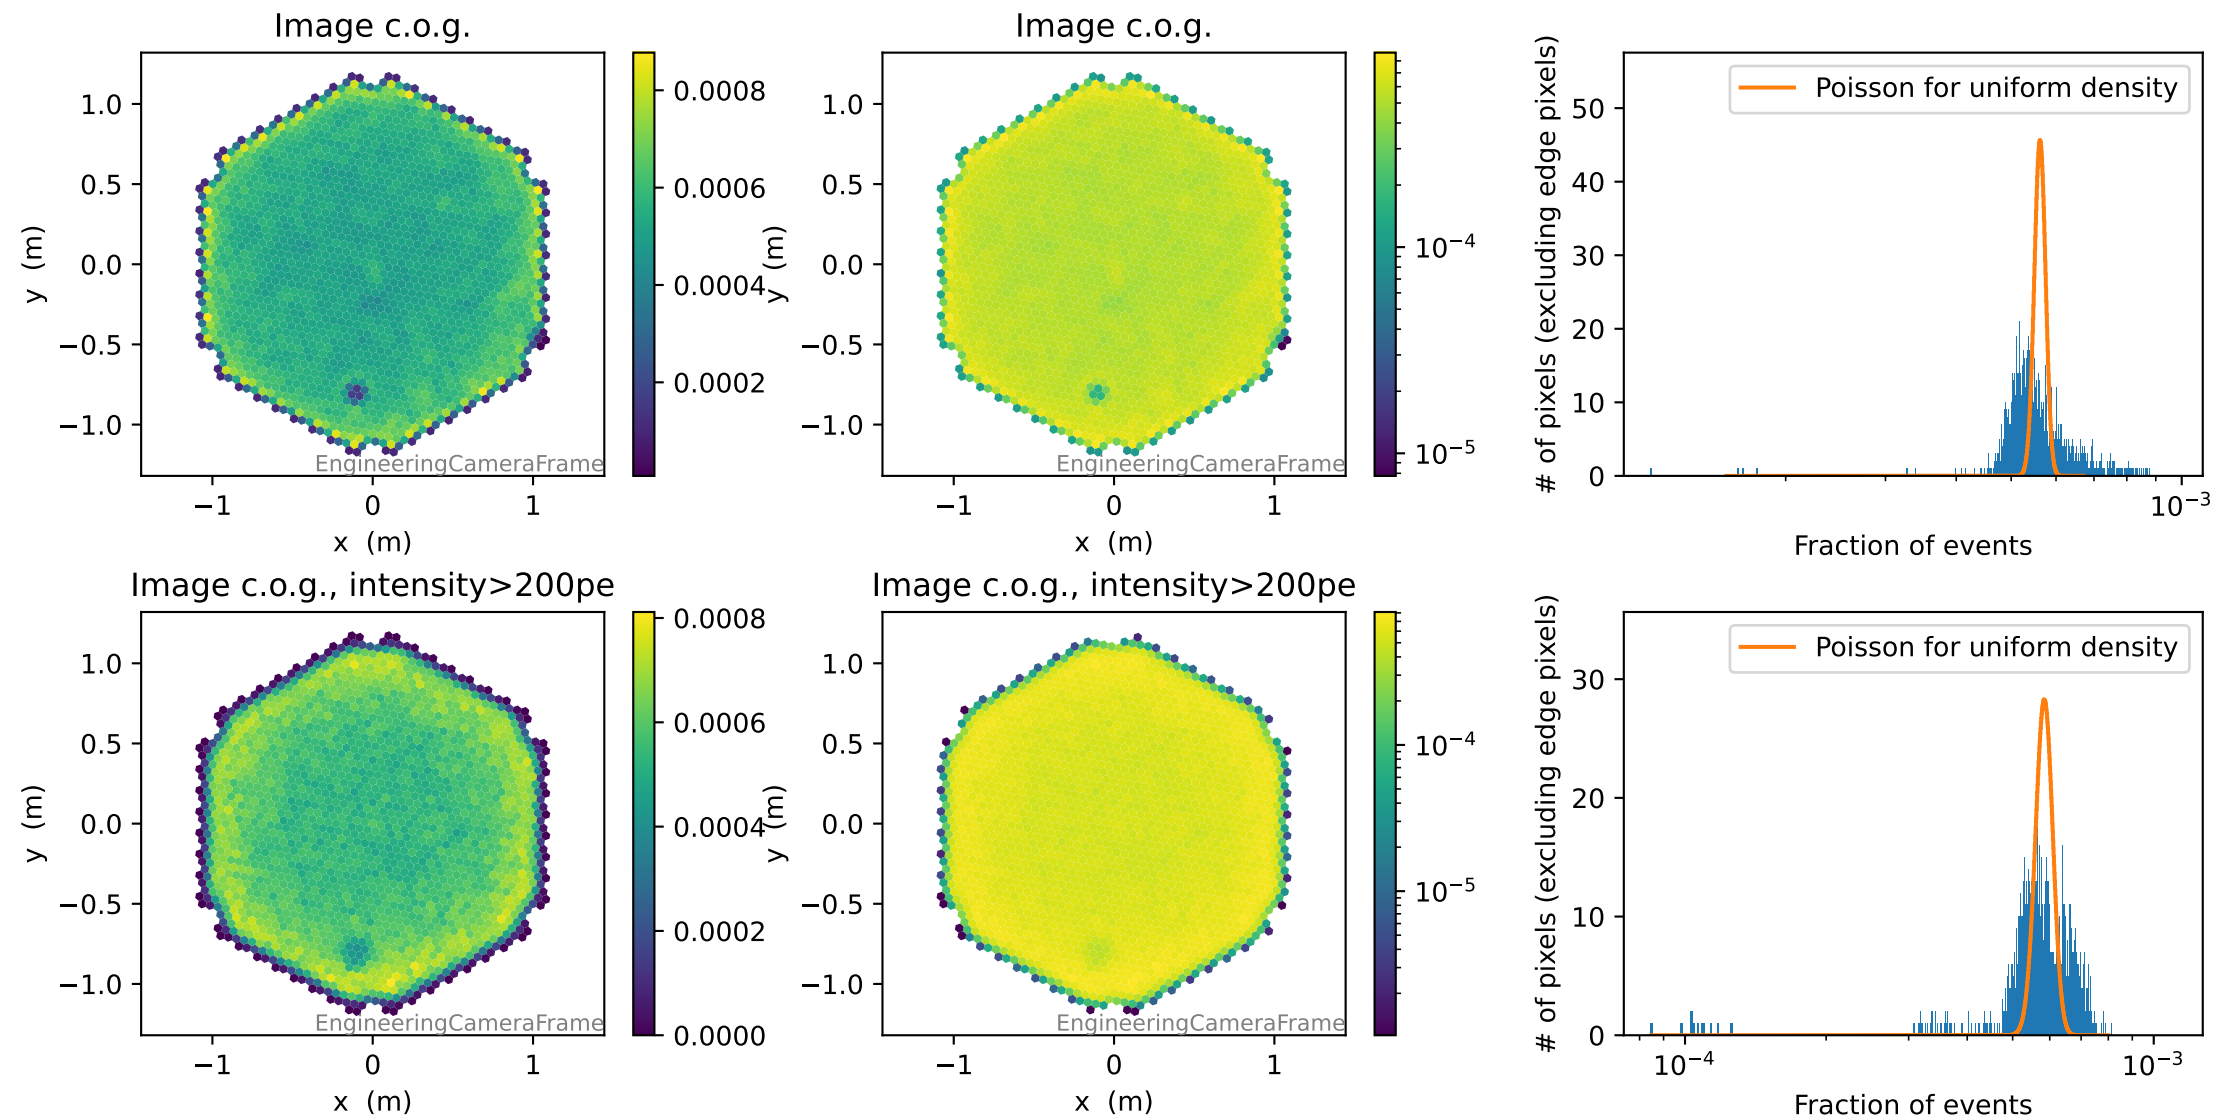 Image c.o.g.
1.0
0.5
0.0
−0.5
−1.0
y (m)
−1
0
1
x (m)
EngineeringCameraFrame
0.0008
0.0006
0.0004
0.0002
Image c.o.g.
1.0
0.5
0.0
−0.5
−1.0
y (m)
−1
0
1
x (m)
EngineeringCameraFrame
10⁻⁴
10⁻⁵
# of pixels (excluding edge pixels)
50
40
30
20
10
0
Poisson for uniform density
10⁻³
Fraction of events
Image c.o.g., intensity>200pe
1.0
0.5
0.0
−0.5
−1.0
y (m)
−1
0
1
x (m)
EngineeringCameraFrame
0.0008
0.0006
0.0004
0.0002
0.0000
Image c.o.g., intensity>200pe
1.0
0.5
0.0
−0.5
−1.0
y (m)
−1
0
1
x (m)
EngineeringCameraFrame
10⁻⁴
10⁻⁵
# of pixels (excluding edge pixels)
30
20
10
0
Poisson for uniform density
10⁻⁴
10⁻³
Fraction of events